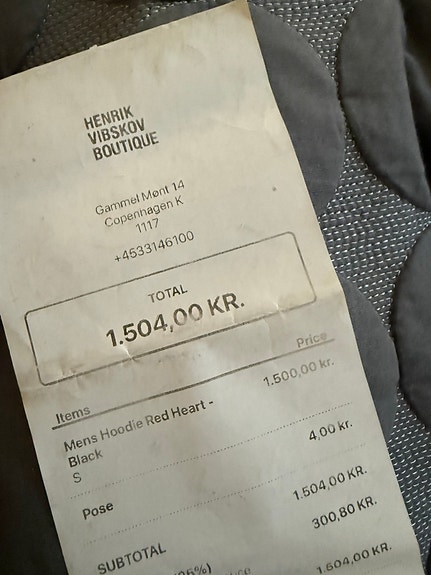 HENRIK
VIBSKOV
BOUTIQUE
Gammel Mønt 14
Copenhagen K
1117
+4533146100
TOTAL
1.504,00 KR.
Items Price
Mens Hoodie Red Heart - 1.500,00 kr.
Black
S
Pose 4,00 kr.
SUBTOTAL 1.504,00 KR.
300,80 KR.
1.504,00 KR.